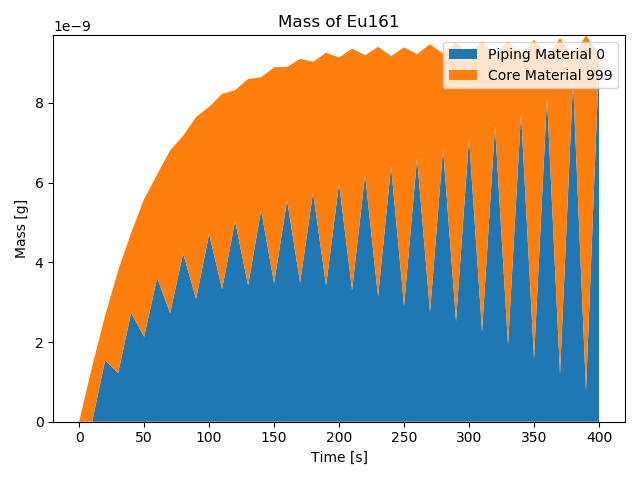 Mass of Eu161
1e−9
Piping Material 0
Core Material 999
8
6
4
2
0
Mass [g]
0 50 100 150 200 250 300 350 400
Time [s]